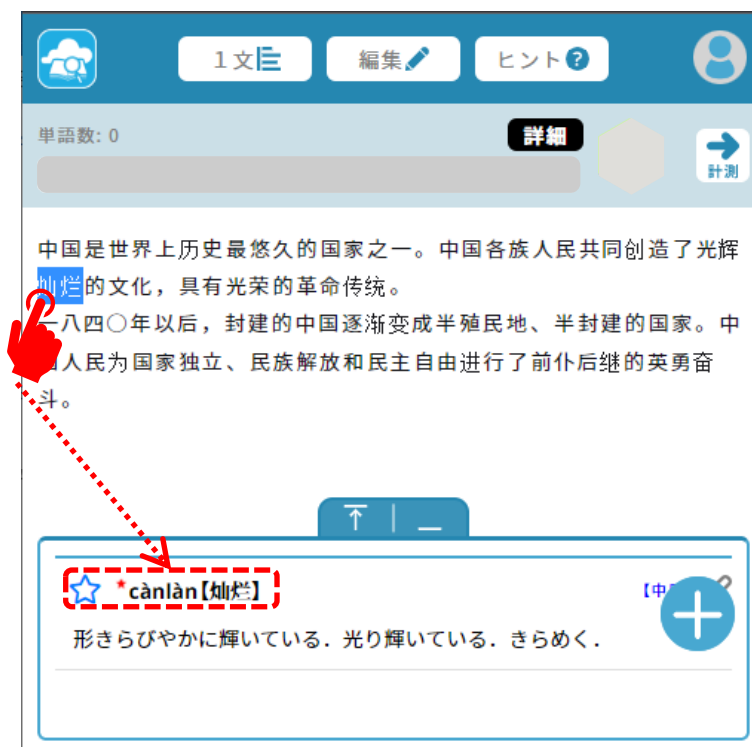 1文 編集 ヒント
単語数: 0 詳細
計測
中国是世界上历史最悠久的国家之一。中国各族人民共同创造了光辉
灿烂的文化，具有光荣的革命传统。
一八四〇年以后，封建的中国逐渐变成半殖民地、半封建的国家。中
人民为国家独立、民族解放和民主自由进行了前仆后继的英勇奋
斗。
*cànlàn【灿烂】 【中
形きらびやかに輝いている．光り輝いている．きらめく．